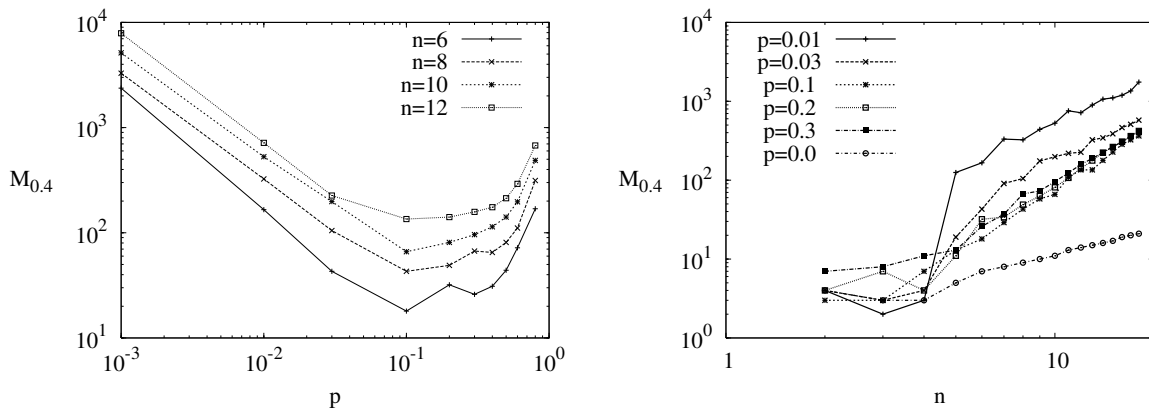 10^4
10^3
10^2
10^1
M_{0.4}
n=6
n=8
n=10
n=12
10^{-3}
10^{-2}
10^{-1}
10^0
p
10^4
10^3
10^2
10^1
10^0
M_{0.4}
p=0.01
p=0.03
p=0.1
p=0.2
p=0.3
p=0.0
1
10
n